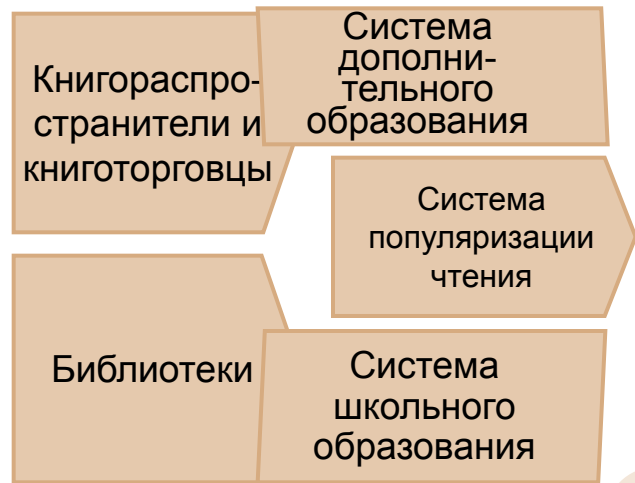 Книгораспро-
странители и
книготорговцы
Система
дополни-
тельного
образования
Система
популяризации
чтения
Библиотеки
Система
школьного
образования